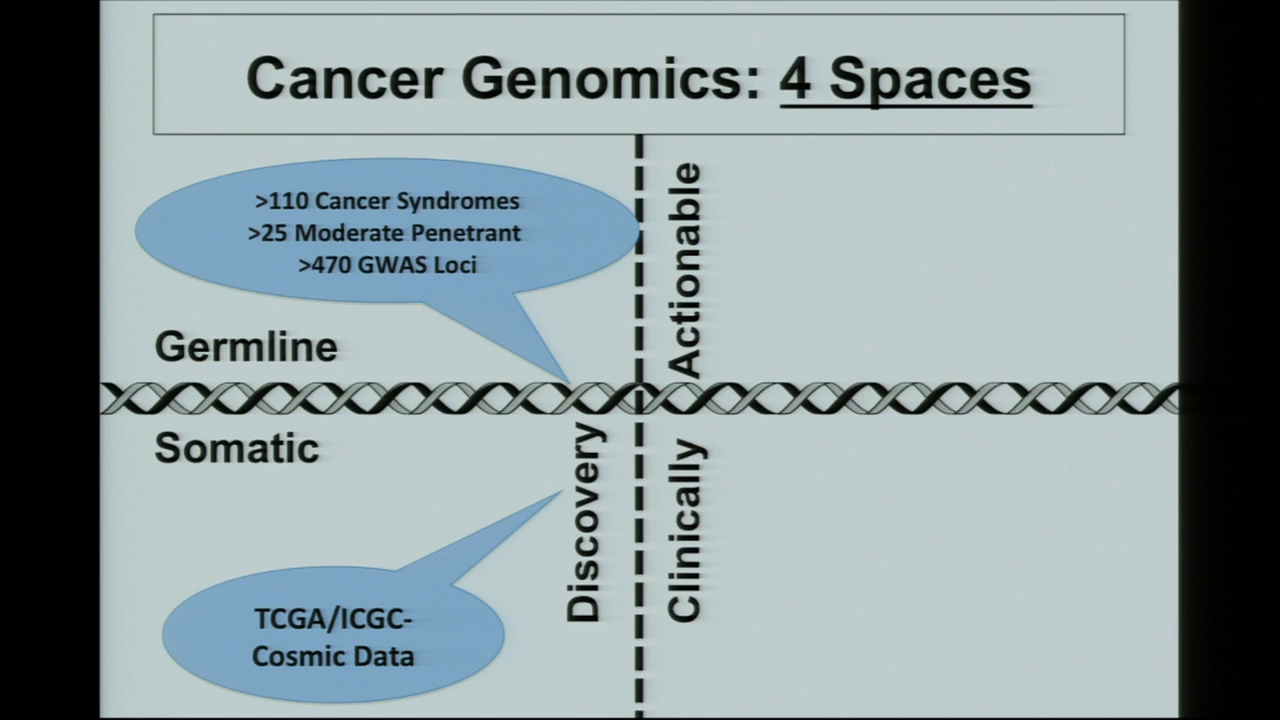 Cancer Genomics: 4 Spaces
>110 Cancer Syndromes
>25 Moderate Penetrant
>470 GWAS Loci
Germline
Somatic
Discovery
Clinically Actionable
TCGA/ICGC-
Cosmic Data